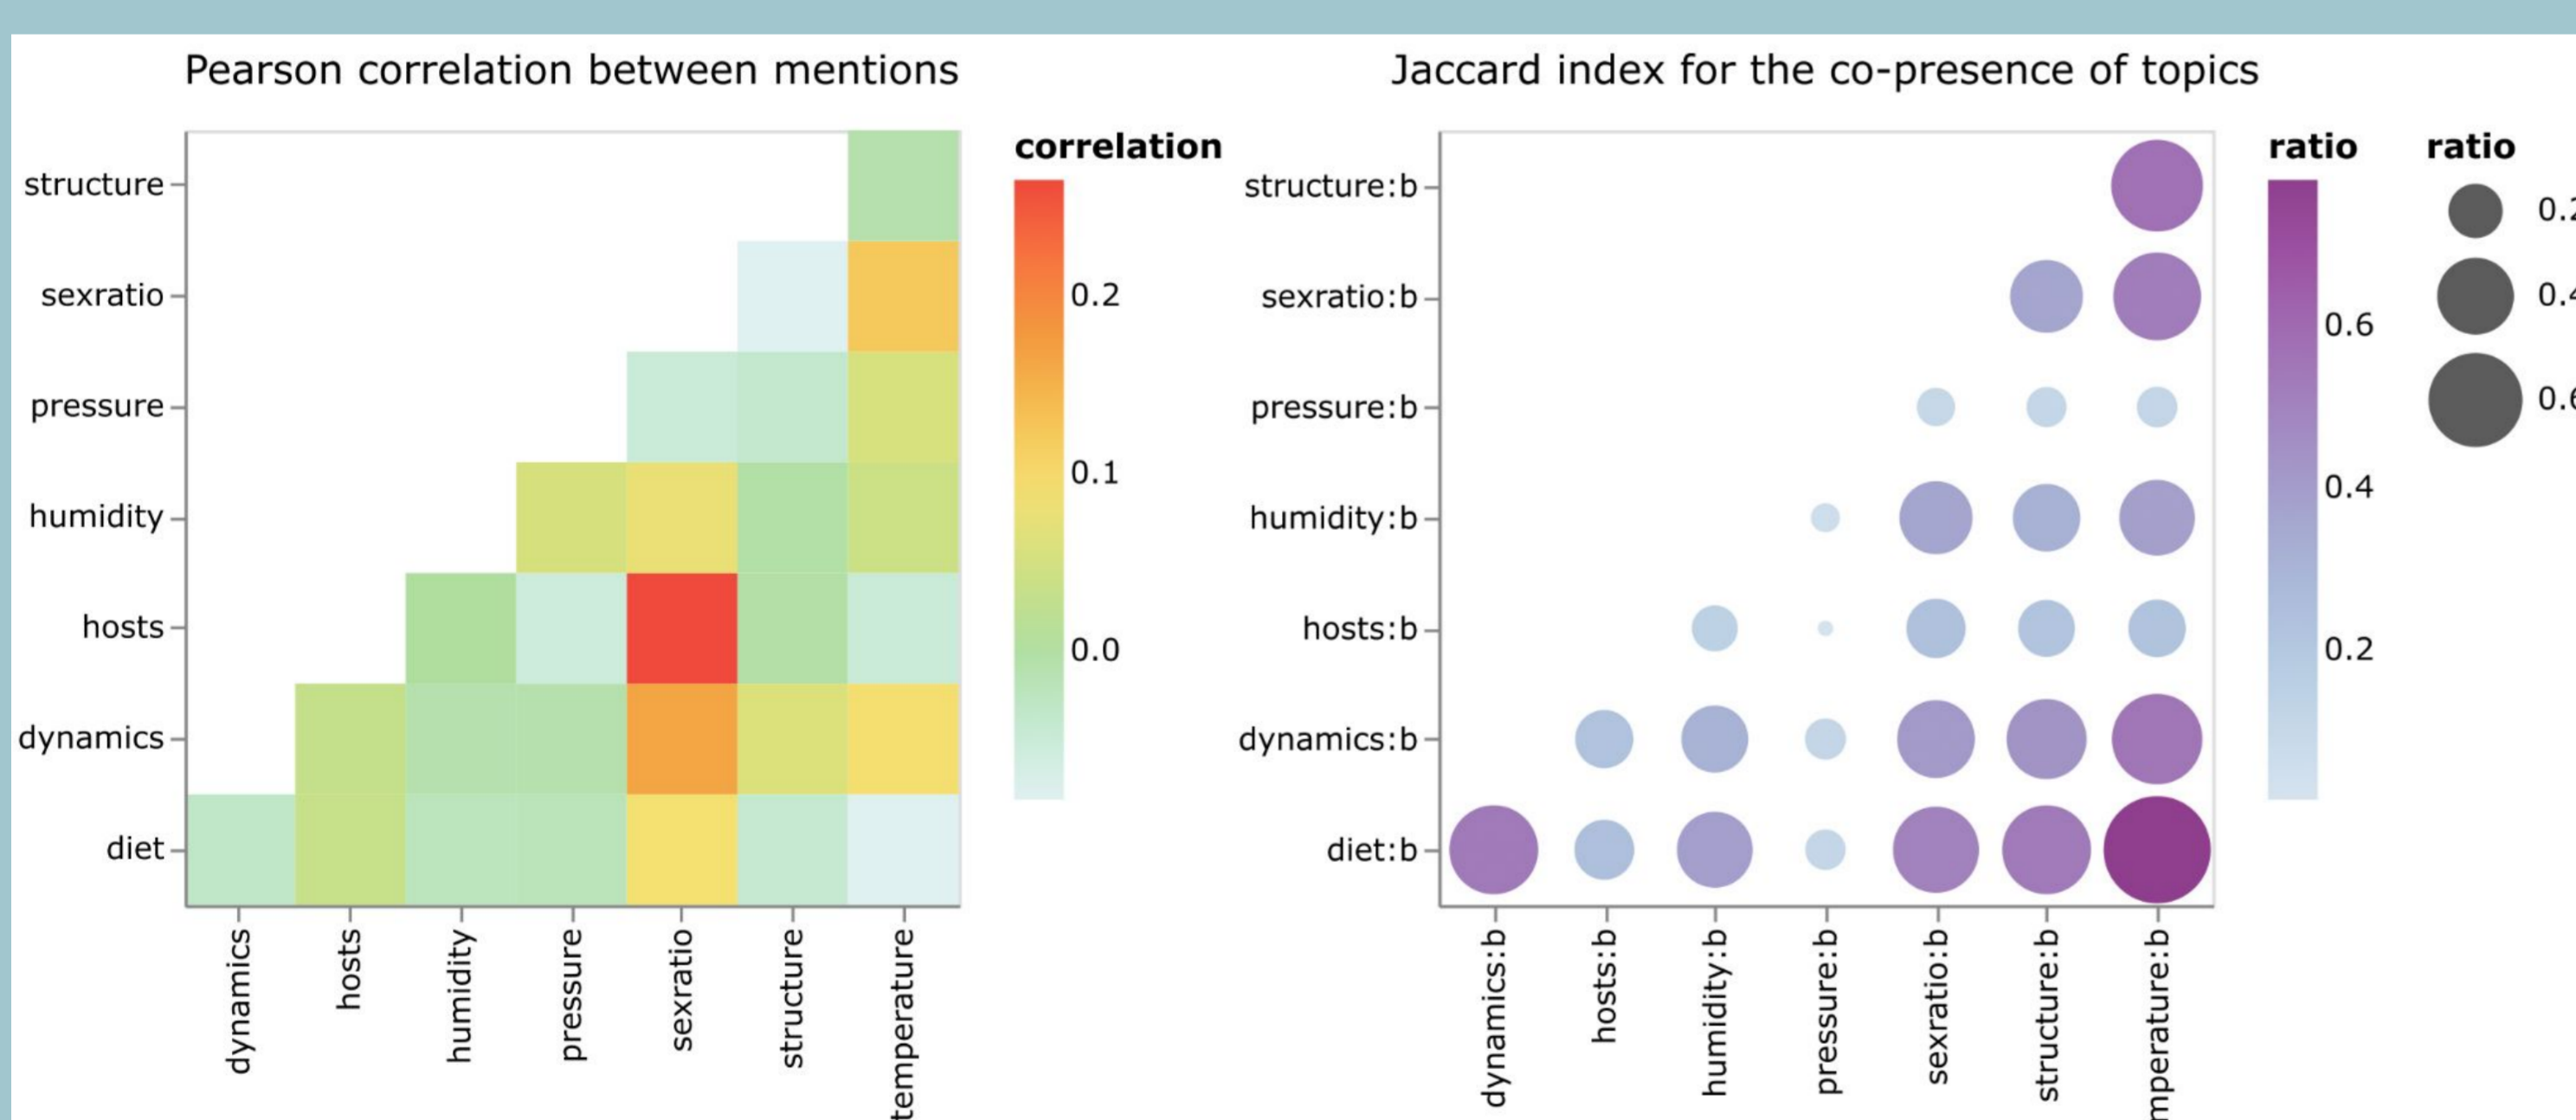 Pearson correlation between mentions
structure
sexratio
pressure
humidity
hosts
dynamics
diet
dynamics
hosts
humidity
pressure
sexratio
structure
temperature
correlation
0.2
0.1
0.0
Jaccard index for the co-presence of topics
structure:b
sexratio:b
pressure:b
humidity:b
hosts:b
dynamics:b
diet:b
dynamics:b
hosts:b
humidity:b
pressure:b
sexratio:b
structure:b
mperature:b
ratio
0.6
0.4
0.2
ratio